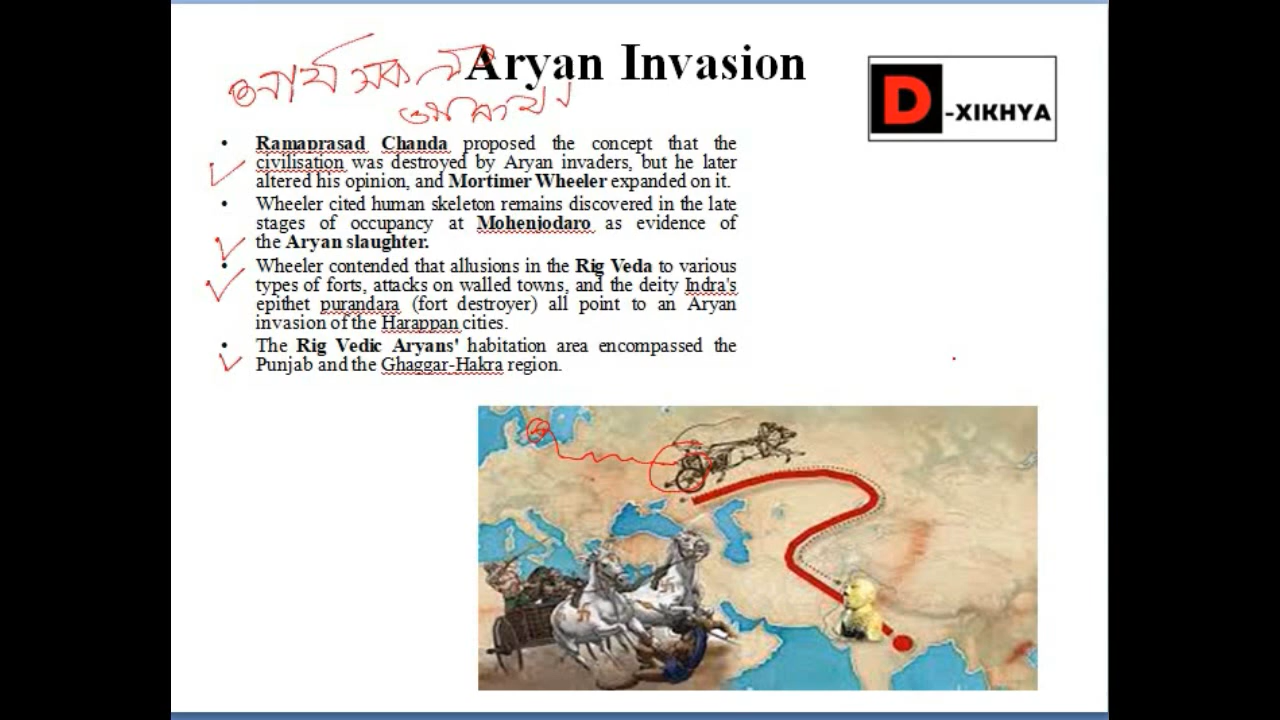 Aryan Invasion
D-XIKHYA
• Ramaprasad Chanda proposed the concept that the
civilisation was destroyed by Aryan invaders, but he later
altered his opinion, and Mortimer Wheeler expanded on it.
• Wheeler cited human skeleton remains discovered in the late
stages of occupancy at Mohenjodaro as evidence of
the Aryan slaughter.
• Wheeler contended that allusions in the Rig Veda to various
types of forts, attacks on walled towns, and the deity Indra's
epithet purandara (fort destroyer) all point to an Aryan
invasion of the Harappan cities.
• The Rig Vedic Aryans' habitation area encompassed the
Punjab and the Ghaggar-Hakra region.